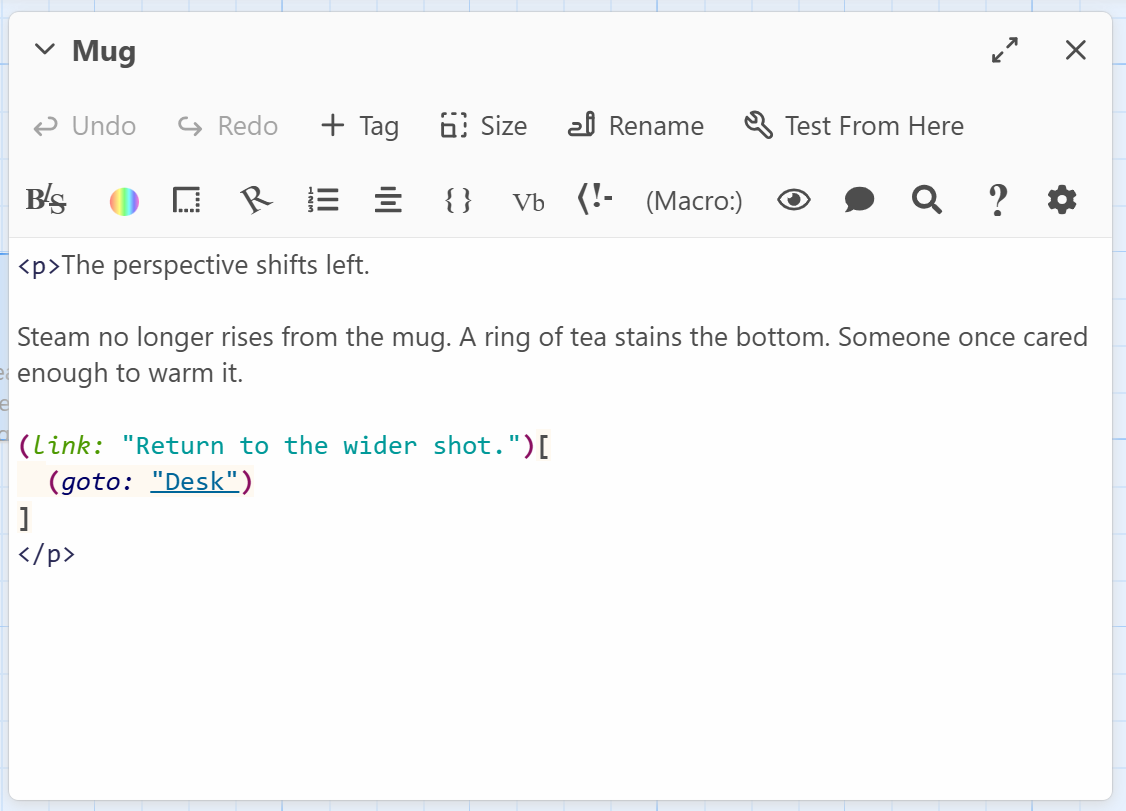 Mug
Undo Redo + Tag Size Rename Test From Here
B/S { } Vb (!- (Macro:) ?
<p>The perspective shifts left.
Steam no longer rises from the mug. A ring of tea stains the bottom. Someone once cared
enough to warm it.
(link: "Return to the wider shot.")[
(goto: "Desk")
]
</p>